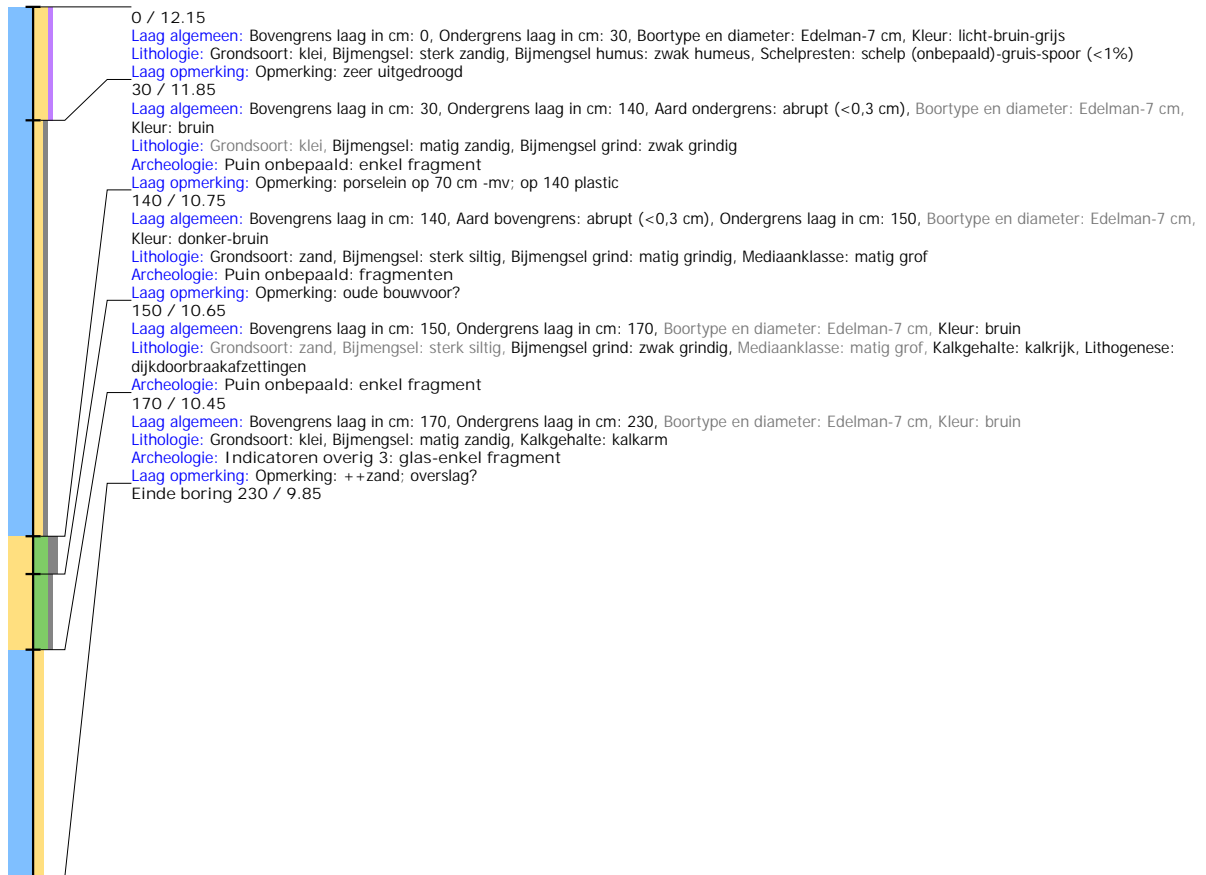 0 / 12.15
Laag algemeen: Bovengrens laag in cm: 0, Ondergrens laag in cm: 30, Boortype en diameter: Edelman-7 cm, Kleur: licht-bruin-grijs
Lithologie: Grondsoort: klei, Bijmengsel: sterk zandig, Bijmengsel humus: zwak humeus, Schelpresten: schelp (onbepaald)-gruis-spoor (<1%)
Laag opmerking: Opmerking: zeer uitgedroogd
30 / 11.85
Laag algemeen: Bovengrens laag in cm: 30, Ondergrens laag in cm: 140, Aard ondergrens: abrupt (<0,3 cm), Boortype en diameter: Edelman-7 cm,
Kleur: bruin
Lithologie: Grondsoort: klei, Bijmengsel: matig zandig, Bijmengsel grind: zwak grindig
Archeologie: Puin onbepaald: enkel fragment
Laag opmerking: Opmerking: porselein op 70 cm -mv; op 140 plastic
140 / 10.75
Laag algemeen: Bovengrens laag in cm: 140, Aard bovengrens: abrupt (<0,3 cm), Ondergrens laag in cm: 150, Boortype en diameter: Edelman-7 cm,
Kleur: donker-bruin
Lithologie: Grondsoort: zand, Bijmengsel: sterk siltig, Bijmengsel grind: matig grindig, Mediaanklasse: matig grof
Archeologie: Puin onbepaald: fragmenten
Laag opmerking: Opmerking: oude bouwvoor?
150 / 10.65
Laag algemeen: Bovengrens laag in cm: 150, Ondergrens laag in cm: 170, Boortype en diameter: Edelman-7 cm, Kleur: bruin
Lithologie: Grondsoort: zand, Bijmengsel: sterk siltig, Bijmengsel grind: zwak grindig, Mediaanklasse: matig grof, Kalkgehalte: kalkrijk, Lithogenese:
dijkdoorbraakafzettingen
Archeologie: Puin onbepaald: enkel fragment
170 / 10.45
Laag algemeen: Bovengrens laag in cm: 170, Ondergrens laag in cm: 230, Boortype en diameter: Edelman-7 cm, Kleur: bruin
Lithologie: Grondsoort: klei, Bijmengsel: matig zandig, Kalkgehalte: kalkarm
Archeologie: Indicatoren overig 3: glas-enkel fragment
Laag opmerking: Opmerking: ++zand; overslag?
Einde boring 230 / 9.85